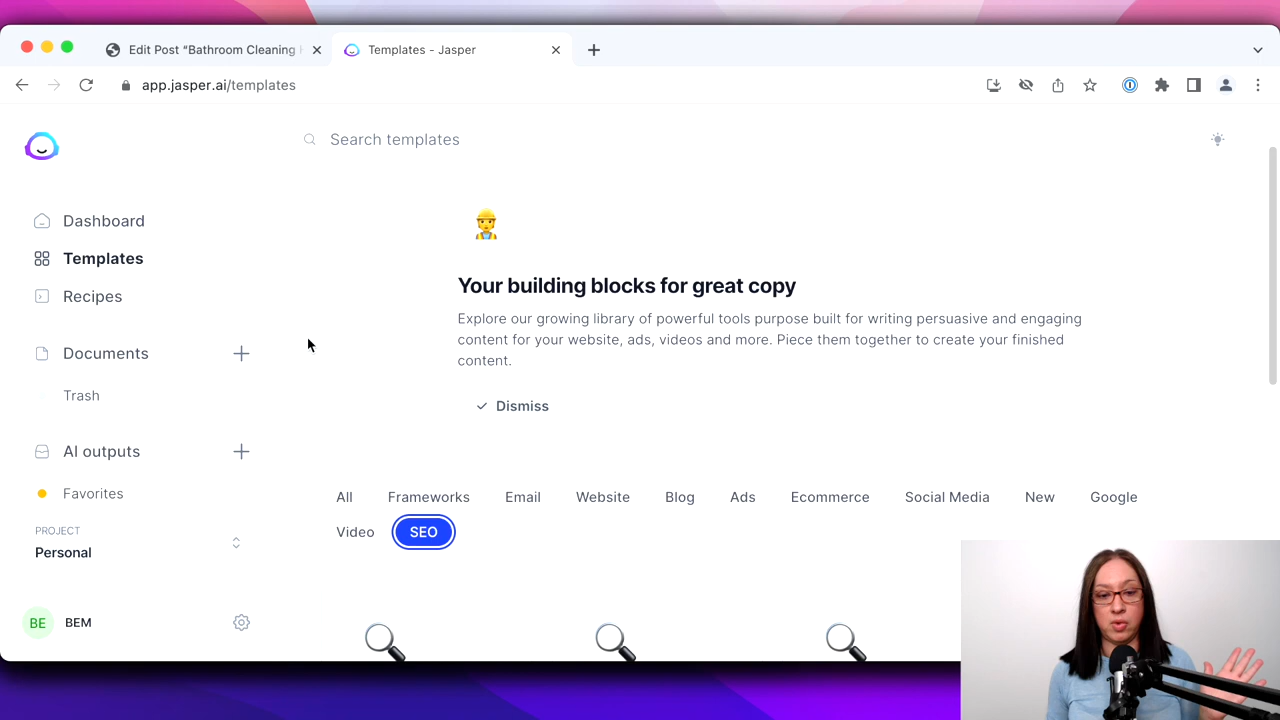 Edit Post “Bathroom Cleaning
Templates - Jasper
app.jasper.ai/templates
Search templates
Dashboard
Templates
Recipes
Documents
Trash
AI outputs
Favorites
PROJECT
Personal
BE
BEM
Your building blocks for great copy
Explore our growing library of powerful tools purpose built for writing persuasive and engaging
content for your website, ads, videos and more. Piece them together to create your finished
content.
Dismiss
All Frameworks Email Website Blog Ads Ecommerce Social Media New Google
Video SEO